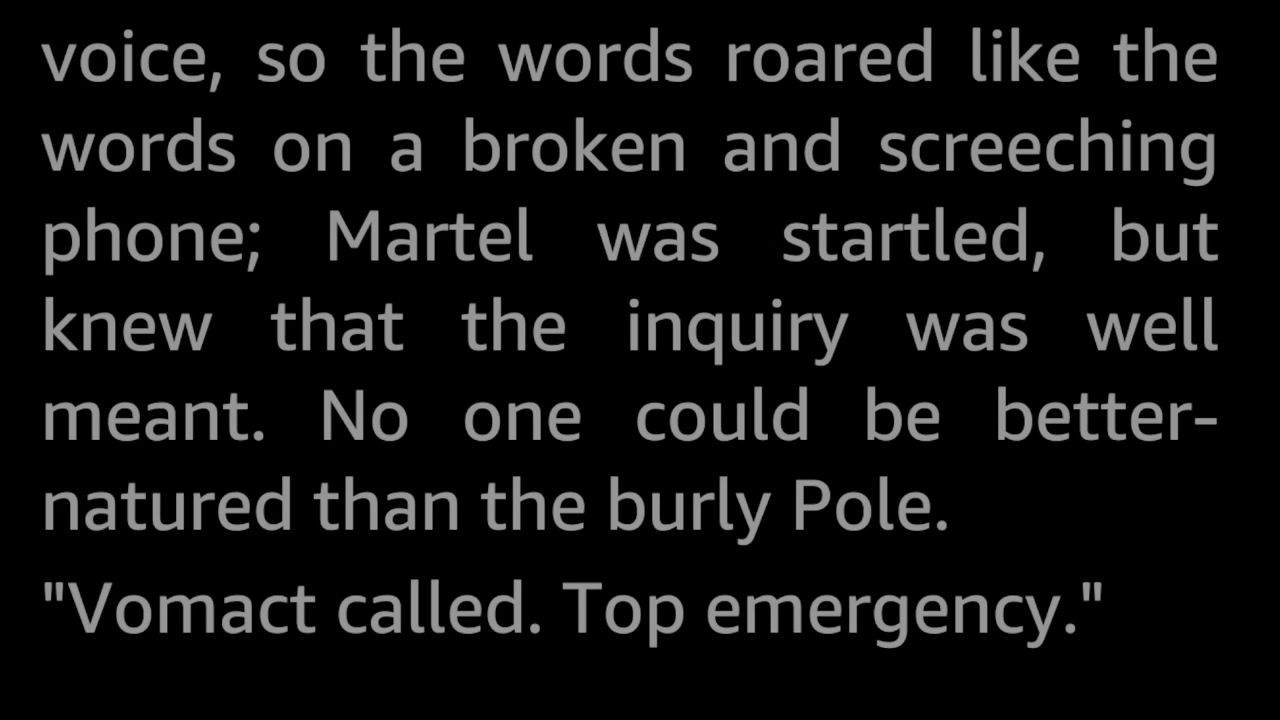 voice, so the words roared like the
words on a broken and screeching
phone; Martel was startled, but
knew that the inquiry was well
meant. No one could be better-
natured than the burly Pole.
"Vomact called. Top emergency."